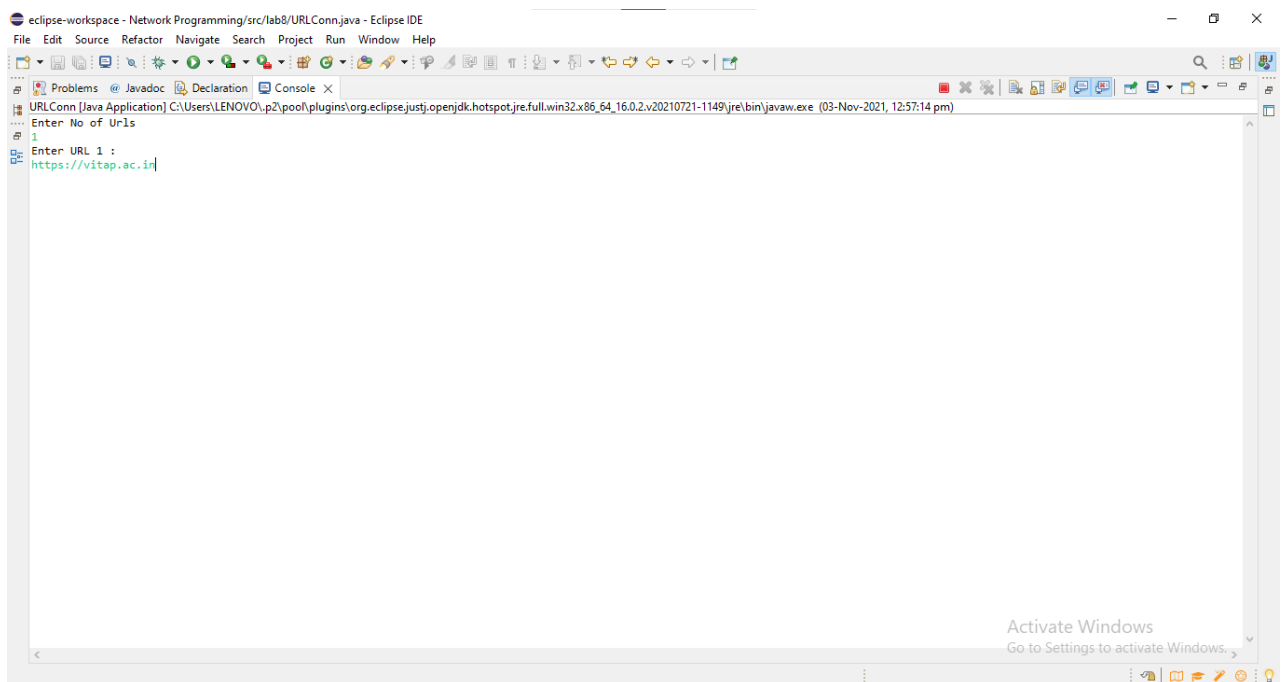 eclipse-workspace - Network Programming/src/lab8/URLConn.java - Eclipse IDE
File Edit Source Refactor Navigate Search Project Run Window Help
Problems @ Javadoc Declaration Console
URLConn [Java Application] C:\Users\LENOVO\.p2\pool\plugins\org.eclipse.justj.openjdk.hotspot.jre.full.win32.x86_64_16.0.2.v20210721-1149\jre\bin\javaw.exe (03-Nov-2021, 12:57:14 pm)
Enter No of Urls
1
Enter URL 1 :
https://vitap.ac.in
Activate Windows
Go to Settings to activate Windows.